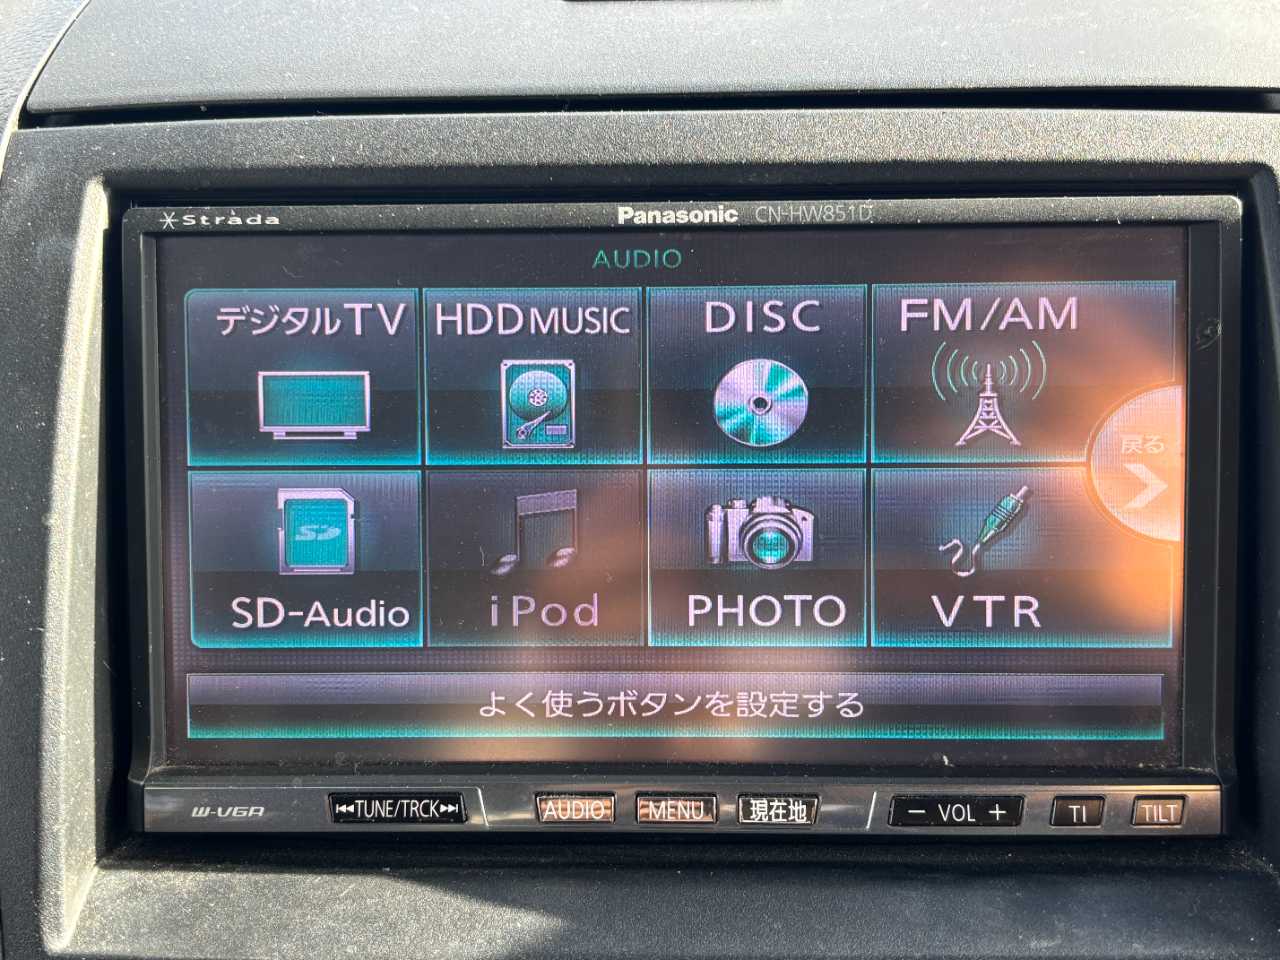 Strada
Panasonic CN-HW851D
AUDIO
デジタルTV
HDD MUSIC
DISC
FM/AM
戻る
SD
SD-Audio
iPod
PHOTO
VTR
よく使うボタンを設定する
W-VGA
TUNE/TRCK
AUDIO
MENU
現在地
− VOL +
TI
TILT